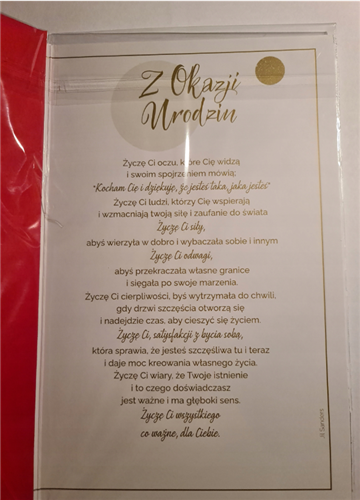 Z Okazji
Urodzin
Życzę Ci oczu, które Cię widzą
i swoim spojrzeniem mówią:
"Kocham Cię i dziękuję, że jesteś taka, jaka jesteś"
Życzę Ci ludzi, którzy Cię wspierają
i wzmacniają twoją siłę i zaufanie do świata
Życzę Ci siły,
abyś wierzyła w dobro i wybaczała sobie i innym
Życzę Ci odwagi,
abyś przekraczała własne granice
i sięgała po swoje marzenia.
Życzę Ci cierpliwości, byś wytrzymała do chwili,
gdy drzwi szczęścia otworzą się
i nadejdzie czas, aby cieszyć się życiem.
Życzę Ci, satysfakcji z bycia sobą,
która sprawia, że jesteś szczęśliwa tu i teraz
i daje moc kreowania własnego życia.
Życzę Ci wiary, że Twoje istnienie
i to czego doświadczasz
jest ważne i ma głęboki sens.
Życzę Ci wszystkiego
co ważne, dla Ciebie.